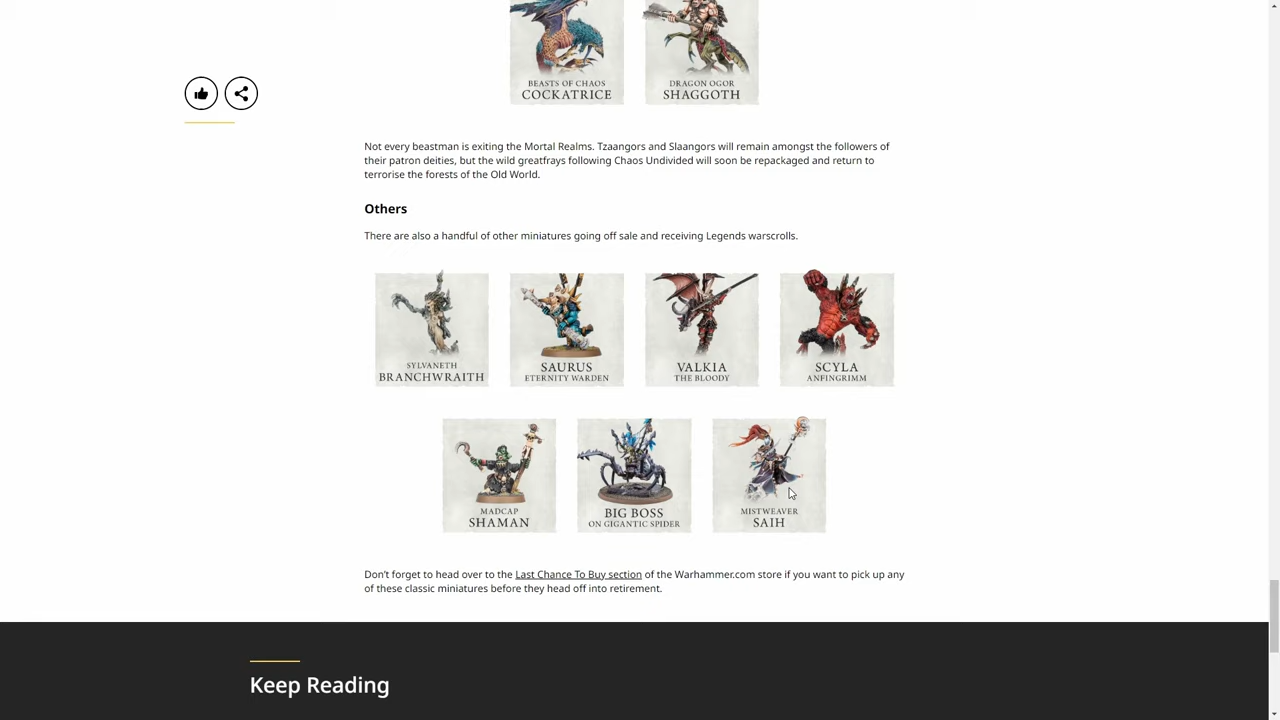 BEASTS OF CHAOS
COCKATRICE
DRAGON OGOR
SHAGGOTH
Not every beastman is exiting the Mortal Realms. Tzaangors and Slaangors will remain amongst the followers of
their patron deities, but the wild greatfrays following Chaos Undivided will soon be repackaged and return to
terrorise the forests of the Old World.
Others
There are also a handful of other miniatures going off sale and receiving Legends warscrolls.
SYLVANETH
BRANCHWRAITH
SAURUS
ETERNITY WARDEN
VALKIA
THE BLOODY
SCYLA
ANFINGRIMM
MADCAP
SHAMAN
BIG BOSS
ON GIGANTIC SPIDER
MISTWEAVER
SAIH
Don't forget to head over to the Last Chance To Buy section of the Warhammer.com store if you want to pick up any
of these classic miniatures before they head off into retirement.
Keep Reading